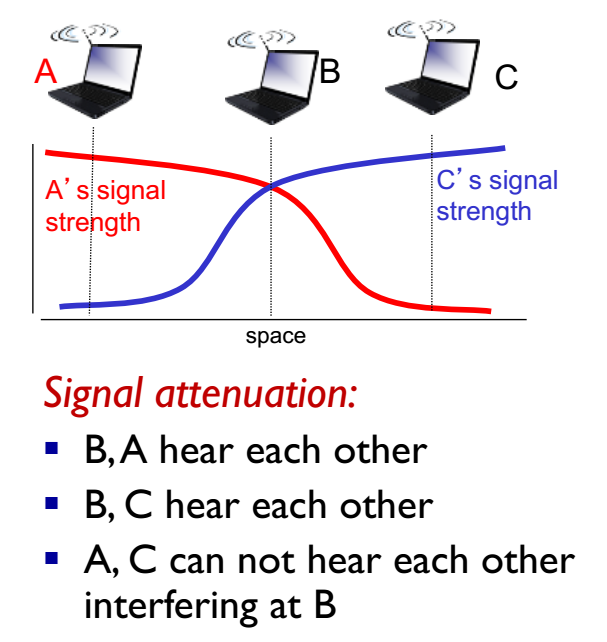 A
B
C
A's signal
strength
C's signal
strength
space
Signal attenuation:
B, A hear each other
B, C hear each other
A, C can not hear each other
interfering at B